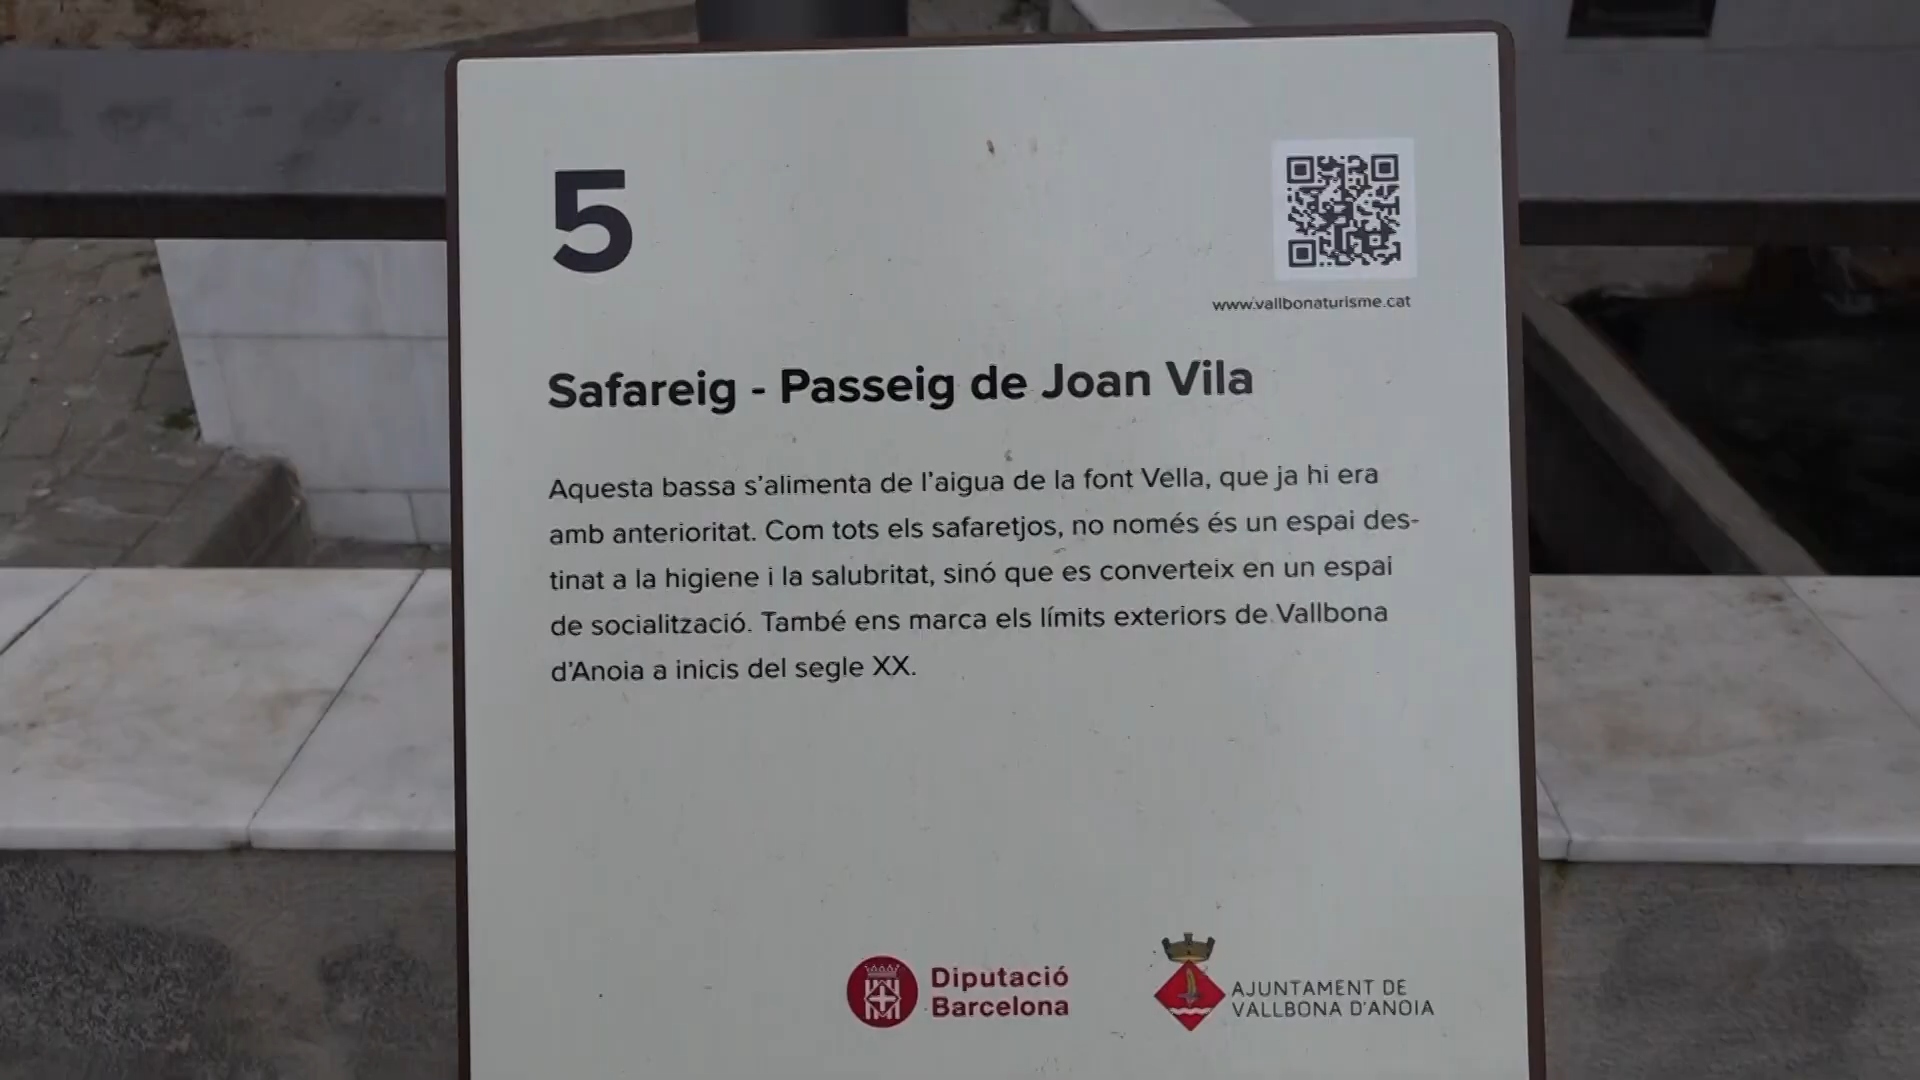 5
www.vallbonaturisme.cat
Safareig - Passeig de Joan Vila
Aquesta bassa s'alimenta de l'aigua de la font Vella, que ja hi era
amb anterioritat. Com tots els safaretjos, no només és un espai des-
tinat a la higiene i la salubritat, sinó que es converteix en un espai
de socialització. També ens marca els límits exteriors de Vallbona
d'Anoia a inicis del segle XX.
Diputació
Barcelona
AJUNTAMENT DE
VALLBONA D'ANOIA